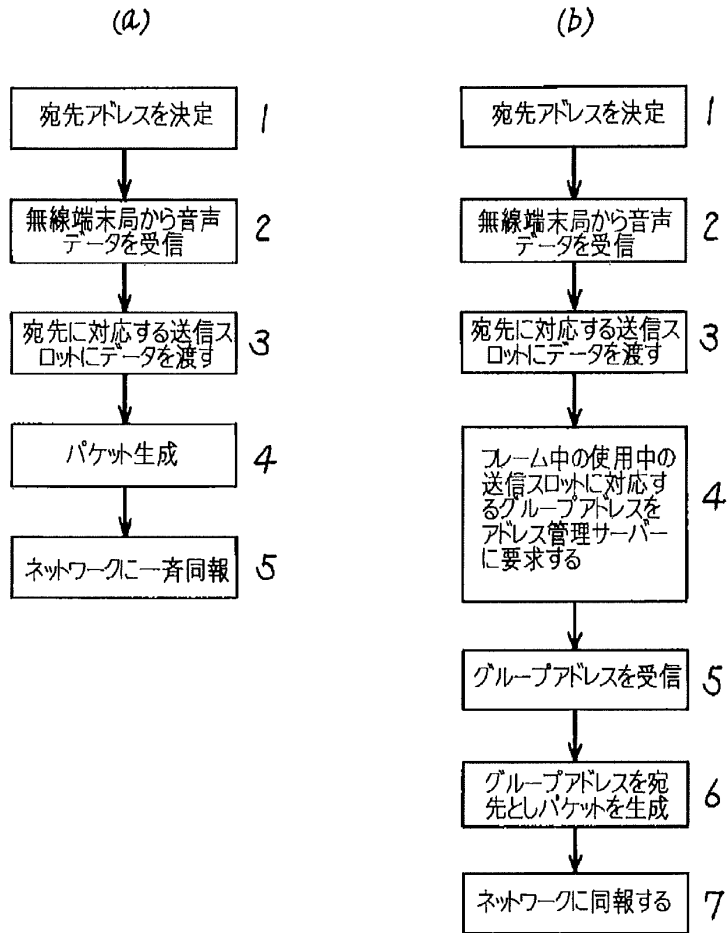 (a)
宛先アドレスを決定
1
無線端末局から音声
データを受信
2
宛先に対応する送信ス
ロットにデータを渡す
3
パケット生成
4
ネットワークに一斉同報
5
(b)
宛先アドレスを決定
1
無線端末局から音声
データを受信
2
宛先に対応する送信ス
ロットにデータを渡す
3
フレーム中の使用中の
送信スロットに対応す
るグループアドレスを
アドレス管理サーバー
に要求する
4
グループアドレスを受信
5
グループアドレスを宛
先としパケットを生成
6
ネットワークに同報する
7